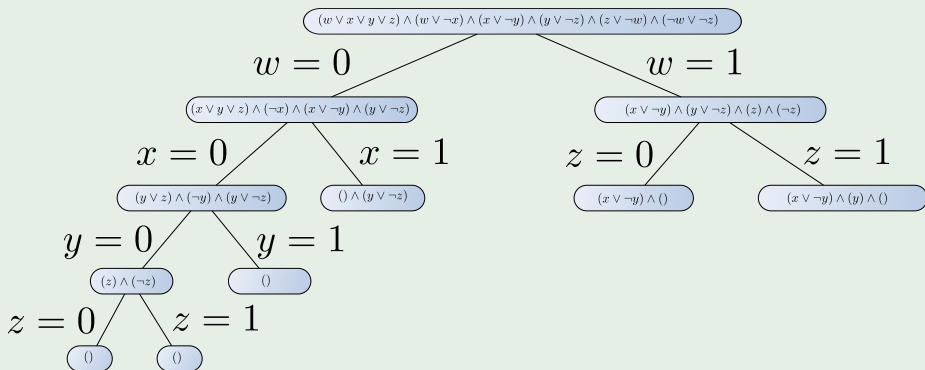 (w ∨ x ∨ y ∨ z) ∧ (w ∨ ¬x) ∧ (x ∨ ¬y) ∧ (y ∨ ¬z) ∧ (z ∨ ¬w) ∧ (¬w ∨ ¬z)
w = 0 w = 1
(x ∨ y ∨ z) ∧ (¬x) ∧ (x ∨ ¬y) ∧ (y ∨ ¬z) (x ∨ ¬y) ∧ (y ∨ ¬z) ∧ (z) ∧ (¬z)
x = 0 x = 1 z = 0 z = 1
(y ∨ z) ∧ (¬y) ∧ (y ∨ ¬z) () ∧ (y ∨ ¬z) (x ∨ ¬y) ∧ () (x ∨ ¬y) ∧ (y) ∧ ()
y = 0 y = 1
(z) ∧ (¬z) ()
z = 0 z = 1
() ()